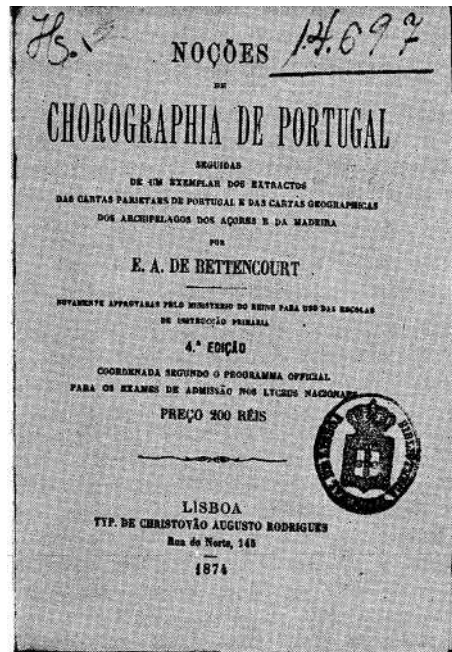 Hg.
14.697
NOÇÕES
DE
CHOROGRAPHIA DE PORTUGAL
SEGUIDAS
DE UM EXEMPLAR DOS EXTRACTOS
DAS CARTAS PARIETAES DE PORTUGAL E DAS CARTAS GEOGRAPHICAS
DOS ARCHIPELAGOS DOS AÇORES E DA MADEIRA
POR
E. A. DE BETTENCOURT
NOVAMENTE APPROVADAS PELO MINISTERIO DO REINO PARA USO DAS ESCOLAS
DE INSTRUCÇÃO PRIMARIA
4.ª EDIÇÃO
COORDENADA SEGUNDO O PROGRAMMA OFFICIAL
PARA OS EXAMES DE ADMISSÃO NOS LYCEUS NACIONAES
PREÇO 200 RÉIS
LISBOA
TYP. DE CHRISTOVÃO AUGUSTO RODRIGUES
Rua do Norte, 145
1874